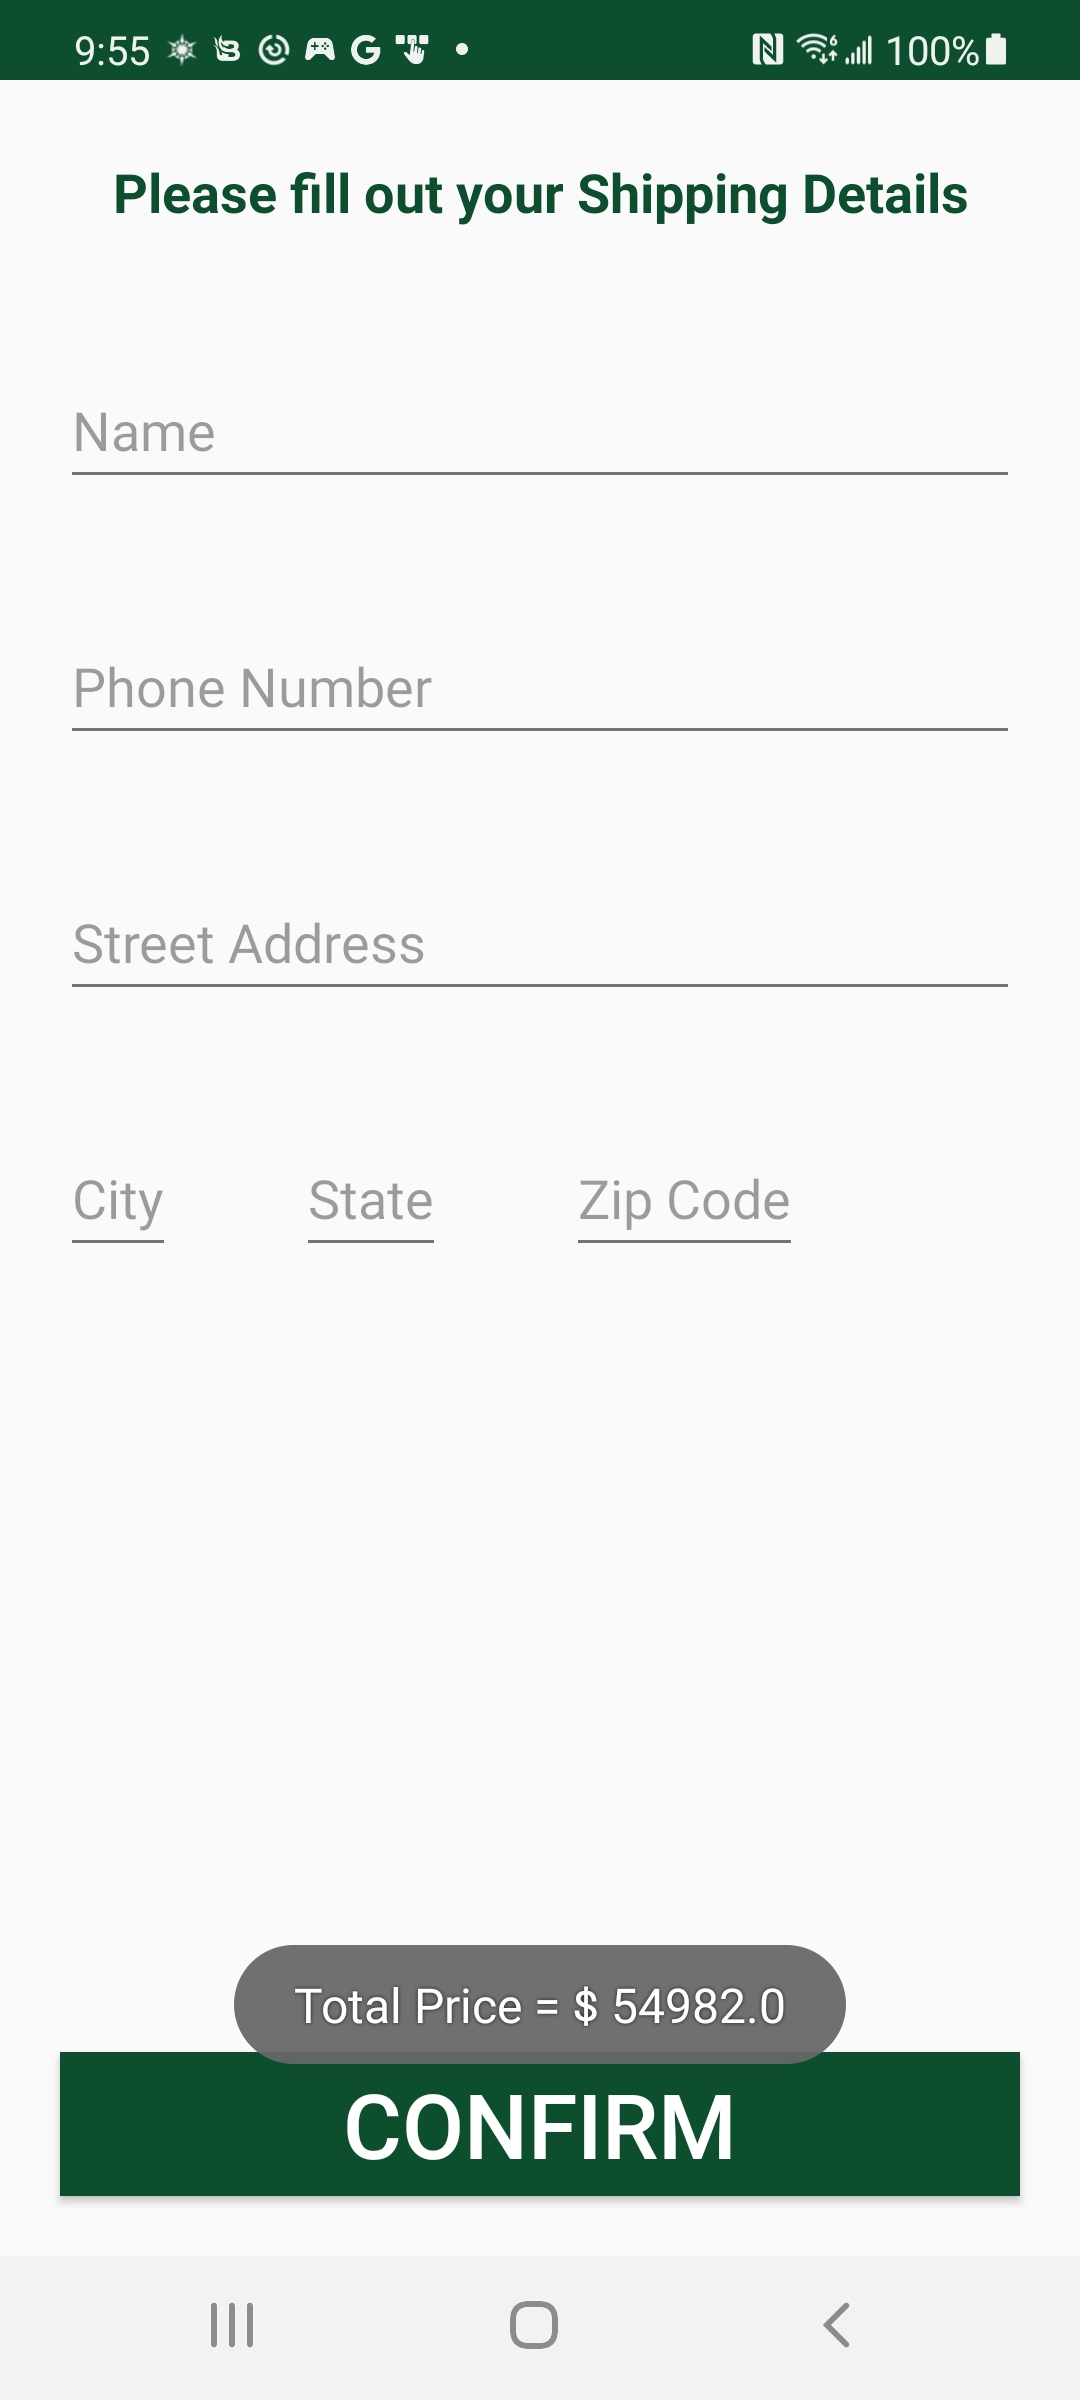 9:55 100%
Please fill out your Shipping Details
Name
Phone Number
Street Address
City State Zip Code
Total Price = $ 54982.0
CONFIRM